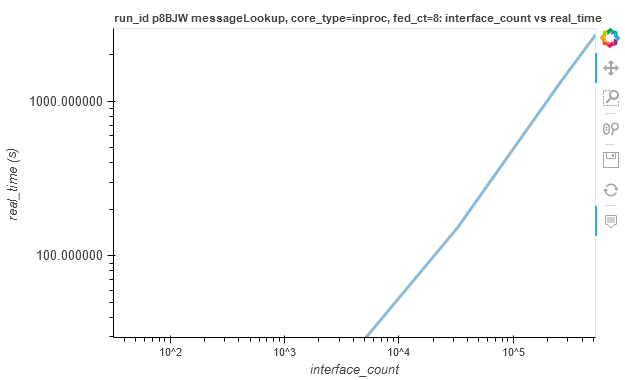 run_id p8BJW messageLookup, core_type=inproc, fed_ct=8: interface_count vs real_time
1000.000000
real_time (s)
100.000000
10^2
10^3
10^4
10^5
interface_count